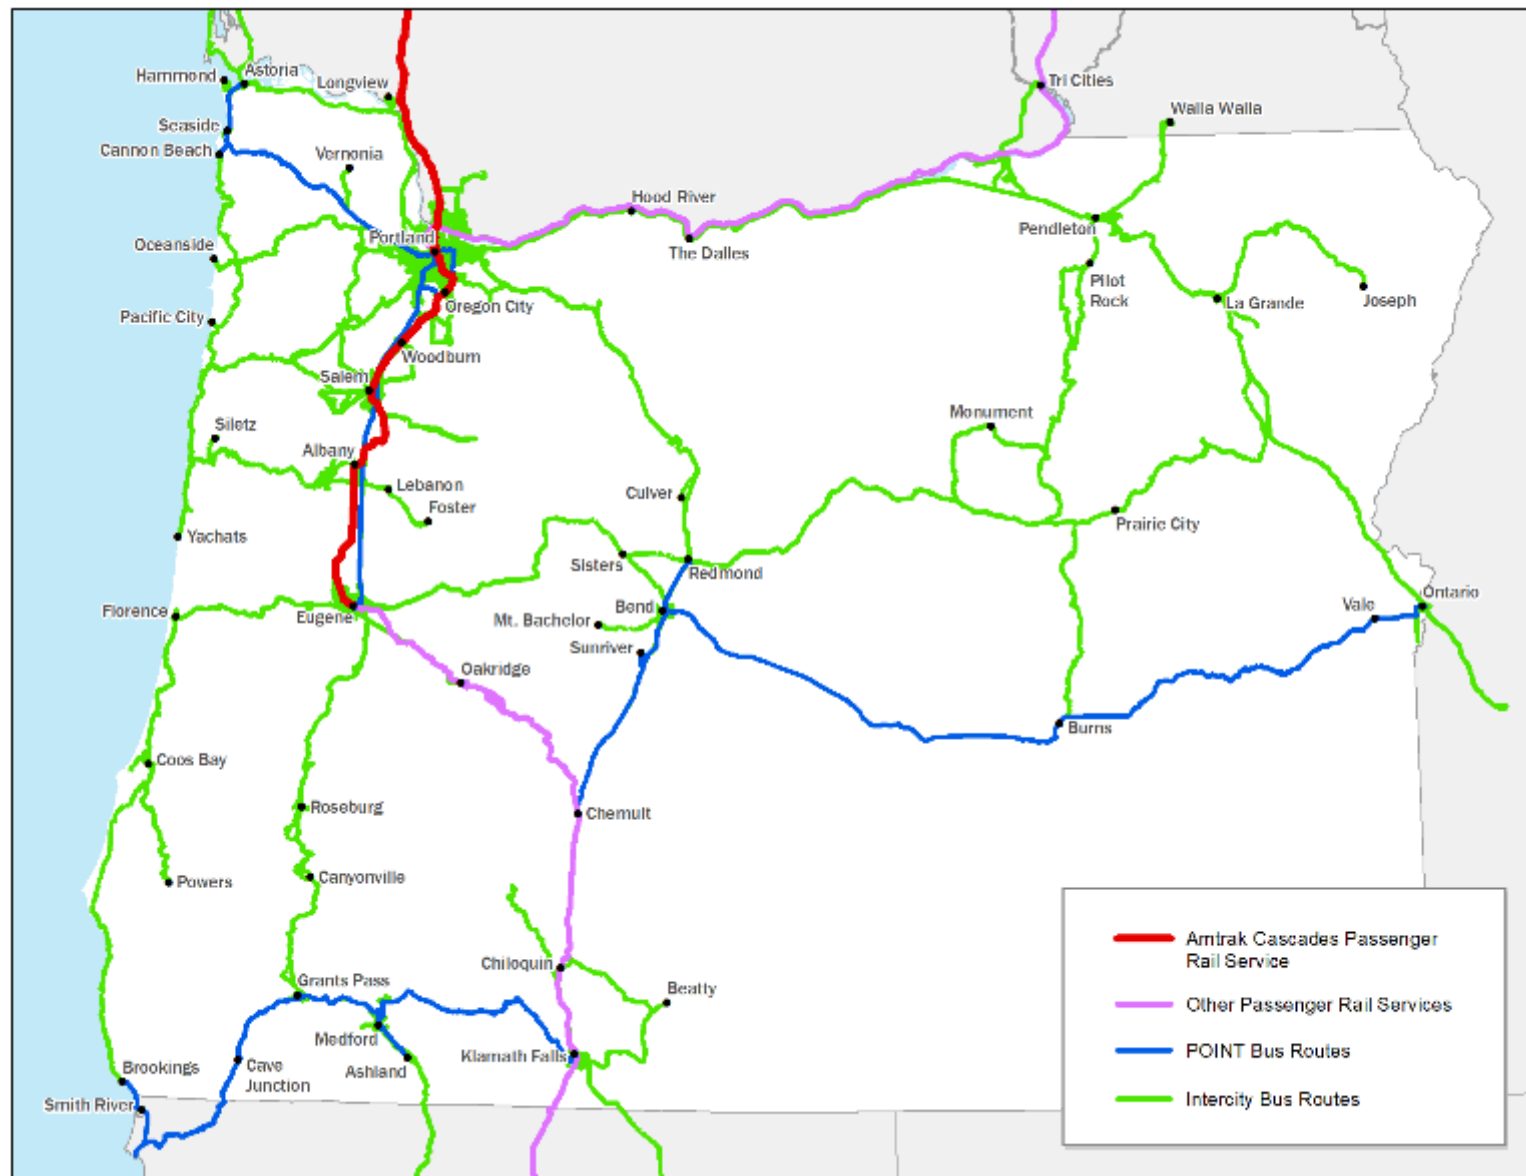 Hammond
Astoria
Longview
Tri Cities
Walla Walla
Seaside
Cannon Beach
Vernonia
Hood River
Pendleton
Portland
Oceanside
The Dalles
Pilot
Rock
La Grande
Joseph
Oregon City
Pacific City
Woodburn
Salem
Monument
Siletz
Albany
Lebanon
Foster
Culver
Prairie City
Yachats
Sisters
Redmond
Florence
Eugene
Mt. Bachelor
Bend
Vale
Ontario
Sunriver
Oakridge
Burns
Coos Bay
Roseburg
Chemult
Canyonville
Powers
Chiloquin
Beatty
Grants Pass
Medford
Klamath Falls
Ashland
Cave
Junction
Brookings
Smith River
Amtrak Cascades Passenger
Rail Service
Other Passenger Rail Services
POINT Bus Routes
Intercity Bus Routes